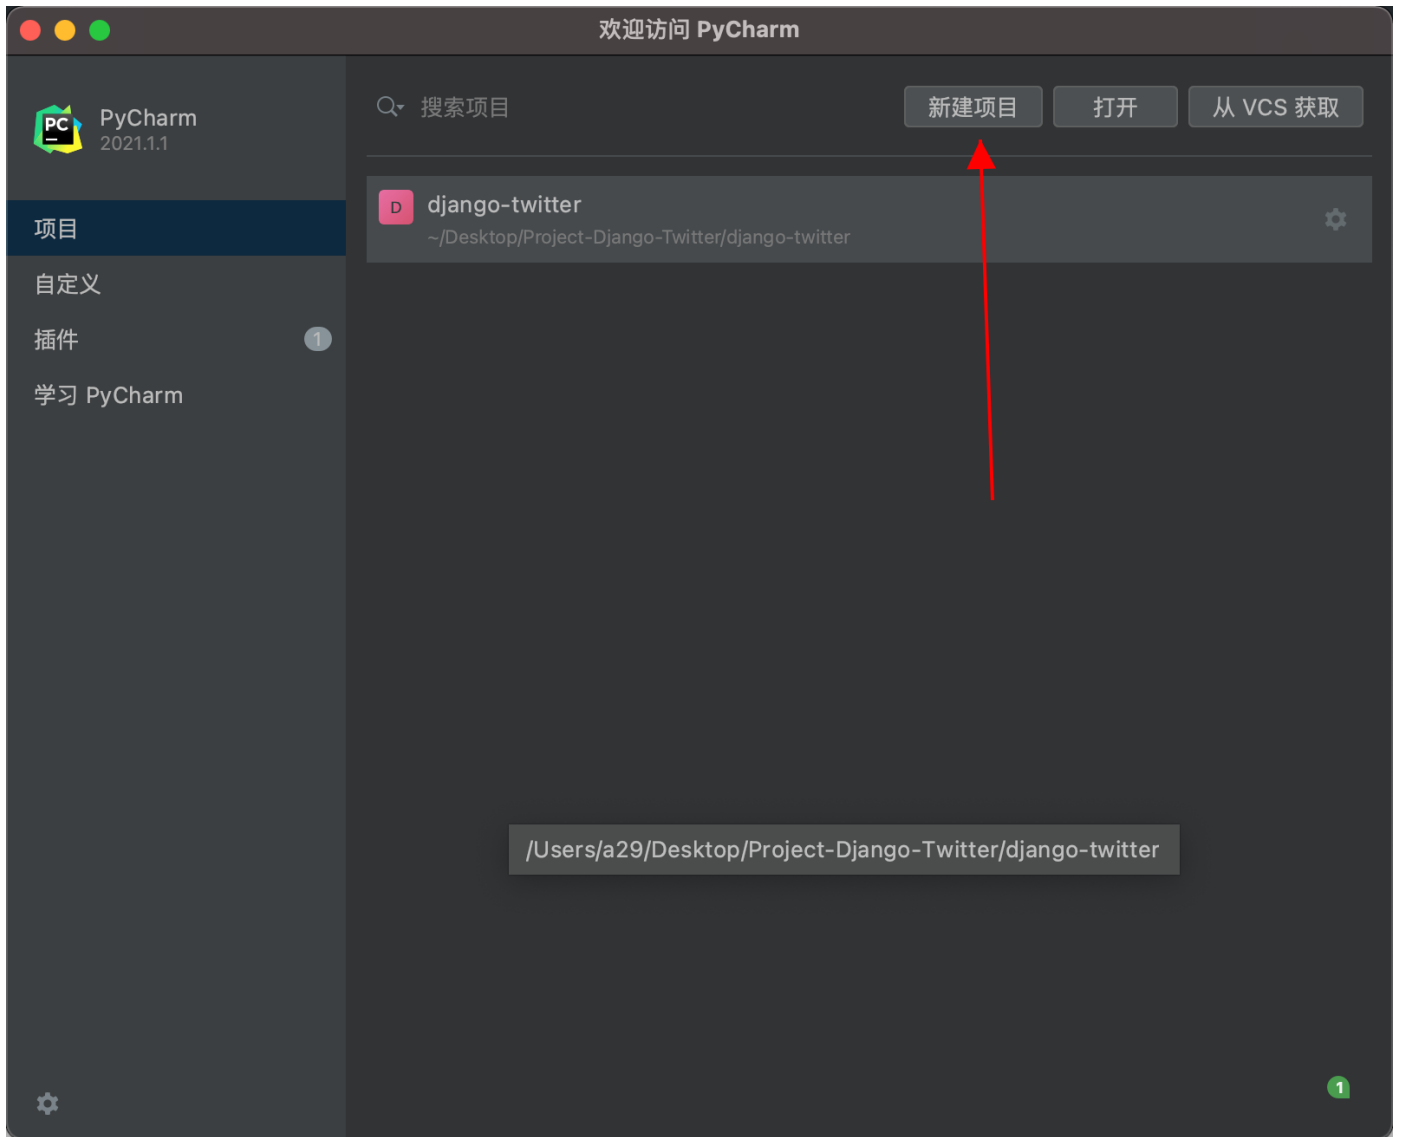 欢迎访问 PyCharm
PC
PyCharm
2021.1.1
项目
自定义
插件
1
学习 PyCharm
搜索项目
新建项目
打开
从 VCS 获取
D
django-twitter
~/Desktop/Project-Django-Twitter/django-twitter
/Users/a29/Desktop/Project-Django-Twitter/django-twitter
1